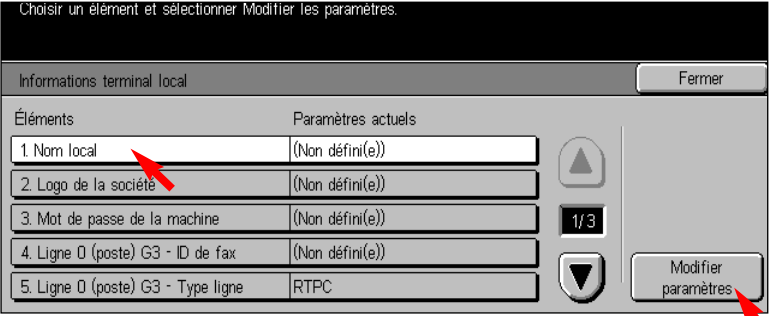 Choisir un élément et sélectionner Modifier les paramètres.
Informations terminal local
Fermer
Éléments Paramètres actuels
1. Nom local (Non défini(e))
2. Logo de la société (Non défini(e))
3. Mot de passe de la machine (Non défini(e))
1/3
4. Ligne 0 (poste) G3 - ID de fax (Non défini(e))
5. Ligne 0 (poste) G3 - Type ligne RTPC
Modifier
paramètres